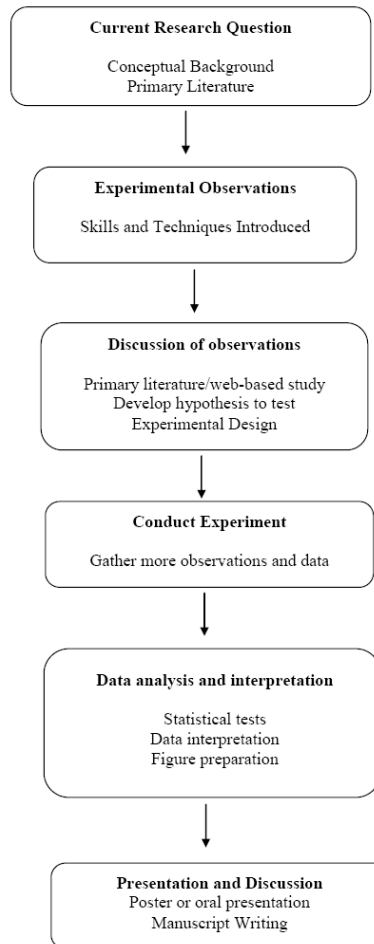 Current Research Question
Conceptual Background
Primary Literature
Experimental Observations
Skills and Techniques Introduced
Discussion of observations
Primary literature/web-based study
Develop hypothesis to test
Experimental Design
Conduct Experiment
Gather more observations and data
Data analysis and interpretation
Statistical tests
Data interpretation
Figure preparation
Presentation and Discussion
Poster or oral presentation
Manuscript Writing